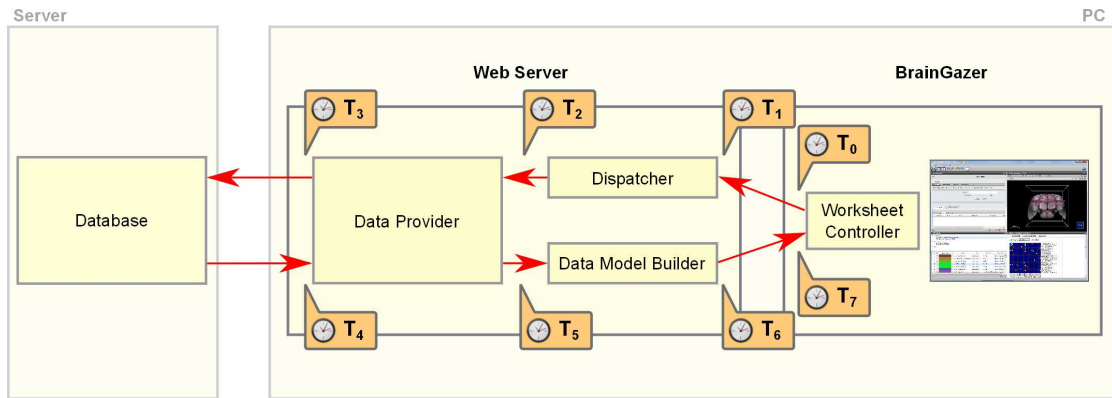 Server
PC
Web Server
BrainGazer
T3
T2
T1
T0
Database
Data Provider
Dispatcher
Worksheet
Controller
Data Model Builder
T7
T4
T5
T6